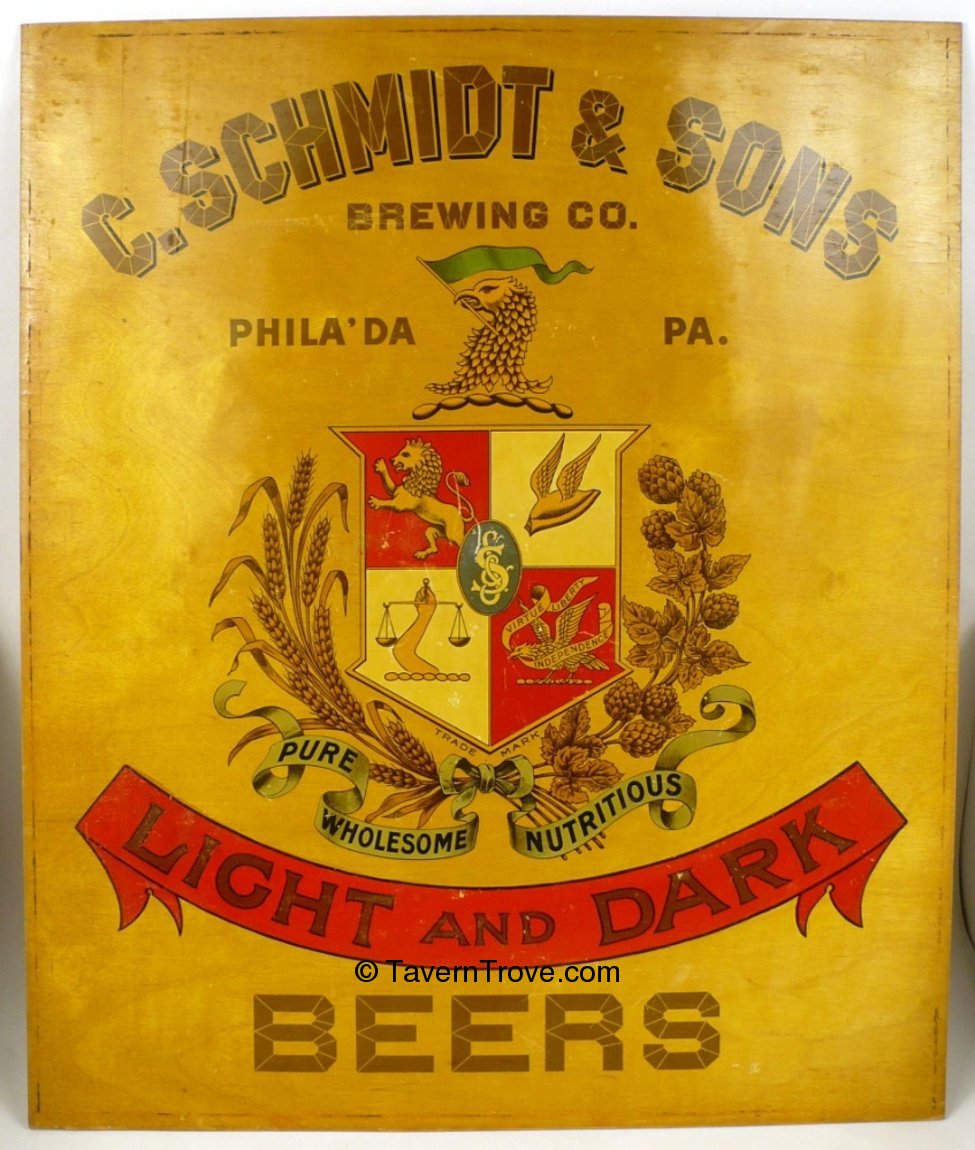 C. SCHMIDT & SONS
BREWING CO.
PHILA'DA PA.
VIRTUE LIBERTY
INDEPENDENCE
TRADE MARK
PURE
WHOLESOME
NUTRITIOUS
LIGHT AND DARK
© TavernTrove.com
BEERS